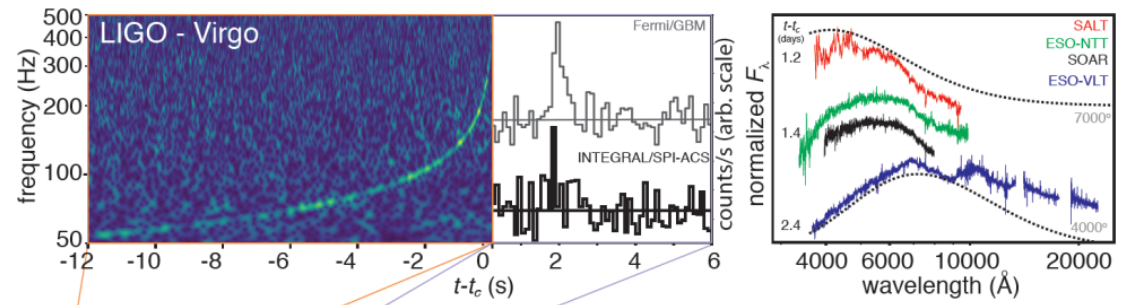 LIGO - Virgo
frequency (Hz)
500
400
300
200
100
50
-12
-10
-8
-6
-4
-2
0
2
4
6
t-t_c (s)
Fermi/GBM
INTEGRAL/SPI-ACS
counts/s (arb. scale)
normalized F_λ
t-t_c
(days)
1.2
1.4
2.4
SALT
ESO-NTT
SOAR
ESO-VLT
7000°
4000°
4000
6000
10000
20000
wavelength (Å)